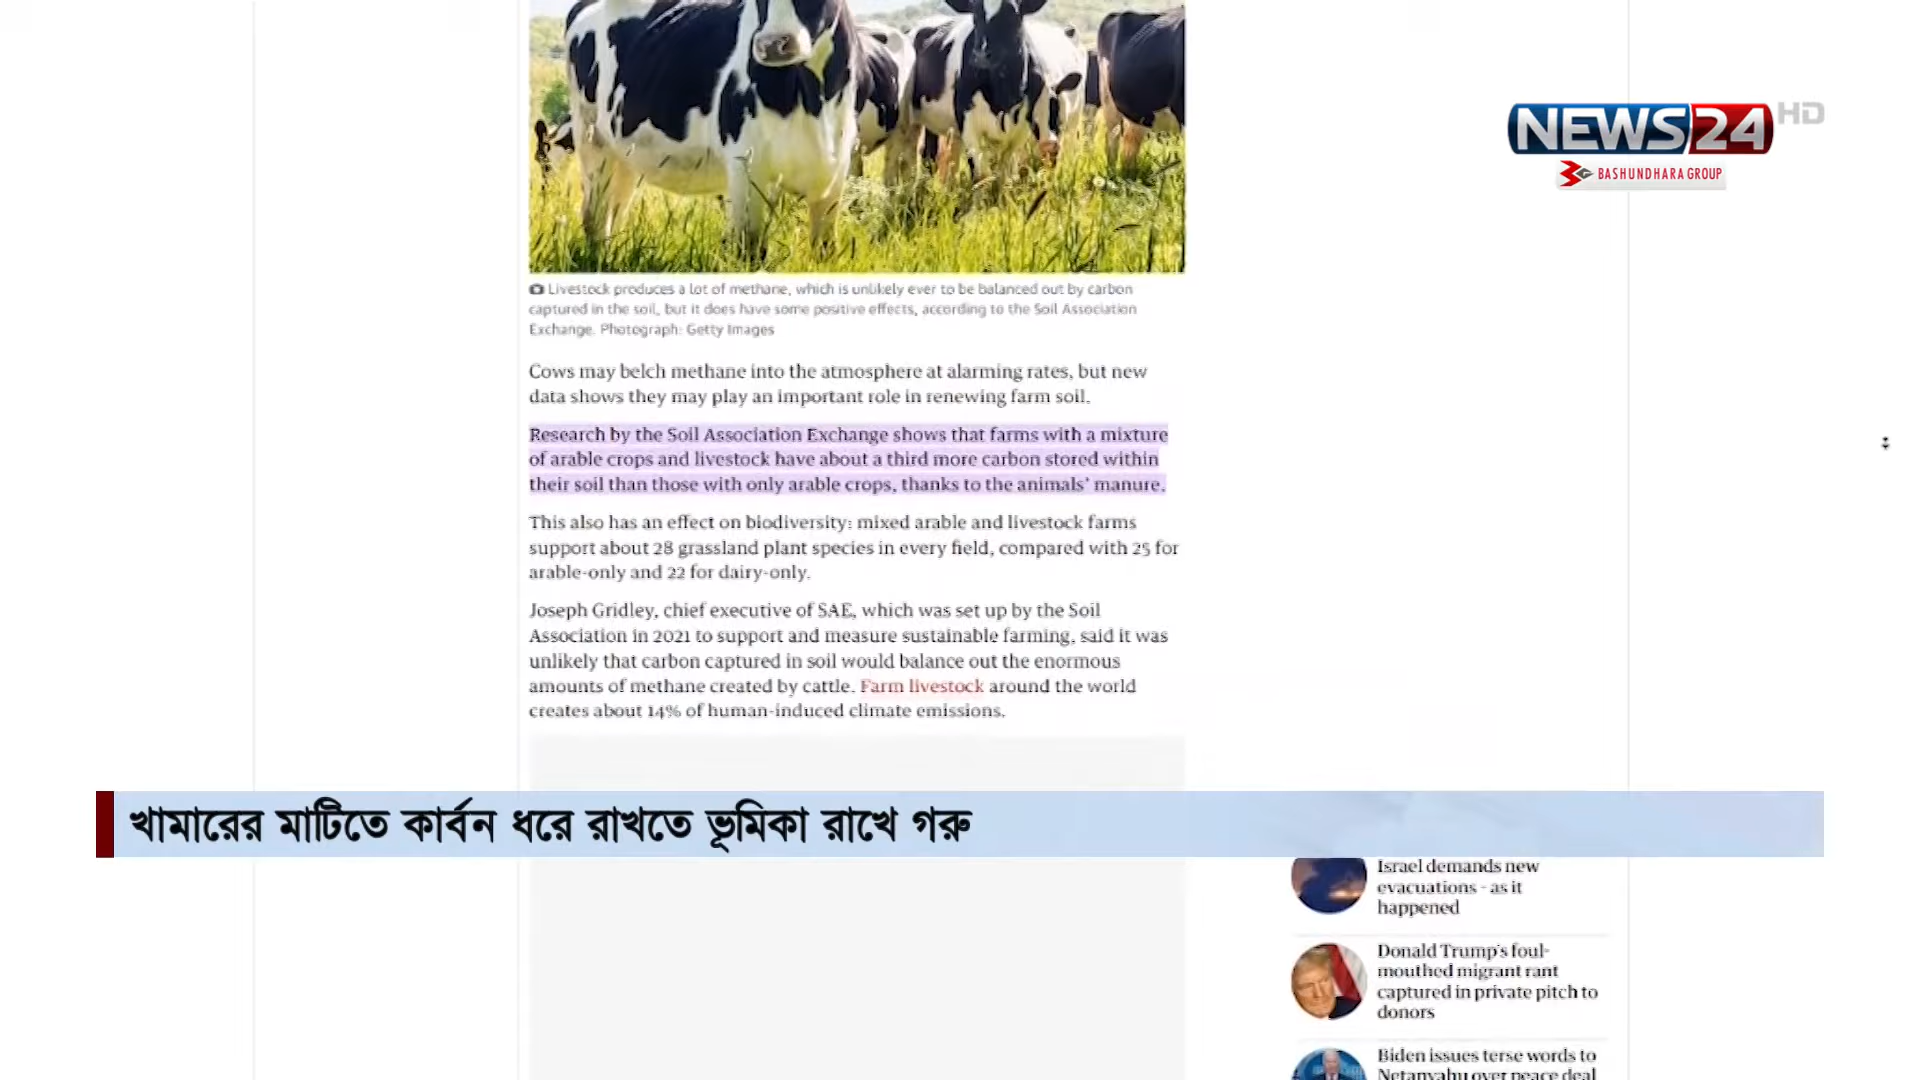 NEWS24 HD
BASHUNDHARA GROUP
Livestock produces a lot of methane, which is unlikely ever to be balanced out by carbon
captured in the soil, but it does have some positive effects, according to the Soil Association
Exchange. Photograph: Getty Images
Cows may belch methane into the atmosphere at alarming rates, but new
data shows they may play an important role in renewing farm soil.
Research by the Soil Association Exchange shows that farms with a mixture
of arable crops and livestock have about a third more carbon stored within
their soil than those with only arable crops, thanks to the animals’ manure.
This also has an effect on biodiversity: mixed arable and livestock farms
support about 28 grassland plant species in every field, compared with 25 for
arable-only and 22 for dairy-only.
Joseph Gridley, chief executive of SAE, which was set up by the Soil
Association in 2021 to support and measure sustainable farming, said it was
unlikely that carbon captured in soil would balance out the enormous
amounts of methane created by cattle. Farm livestock around the world
creates about 14% of human-induced climate emissions.
খামারের মাটিতে কার্বন ধরে রাখতে ভূমিকা রাখে গরু
Israel demands new
evacuations - as it
happened
Donald Trump's foul-
mouthed migrant rant
captured in private pitch to
donors
Biden issues terse words to
Netanyahu over peace deal